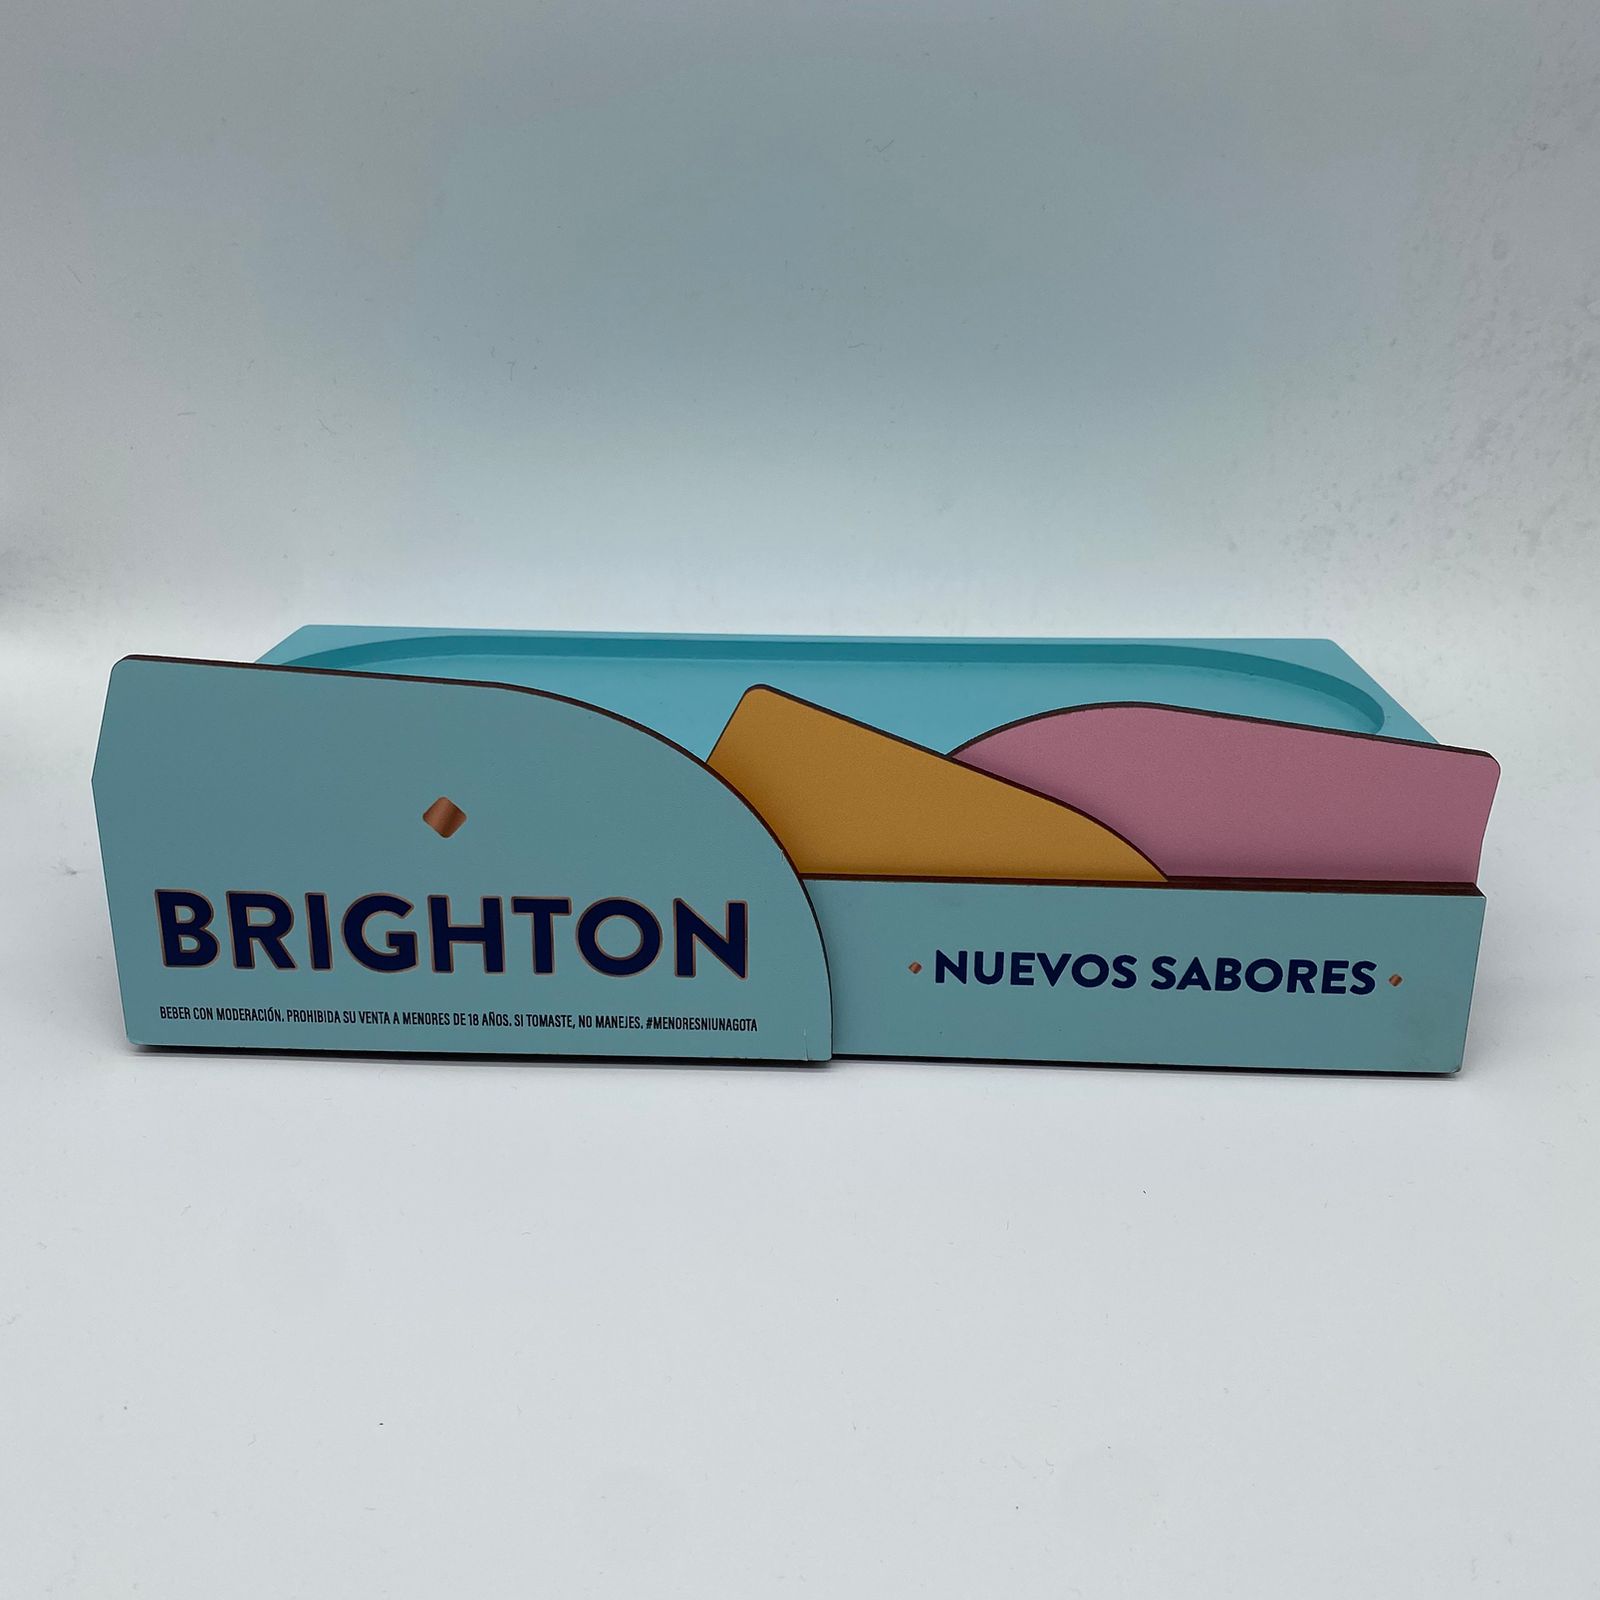 BRIGHTON
BEBER CON MODERACIÓN. PROHIBIDA SU VENTA A MENORES DE 18 AÑOS. SI TOMASTE, NO MANEJES. #MENORESNIUNAGOTA
NUEVOS SABORES